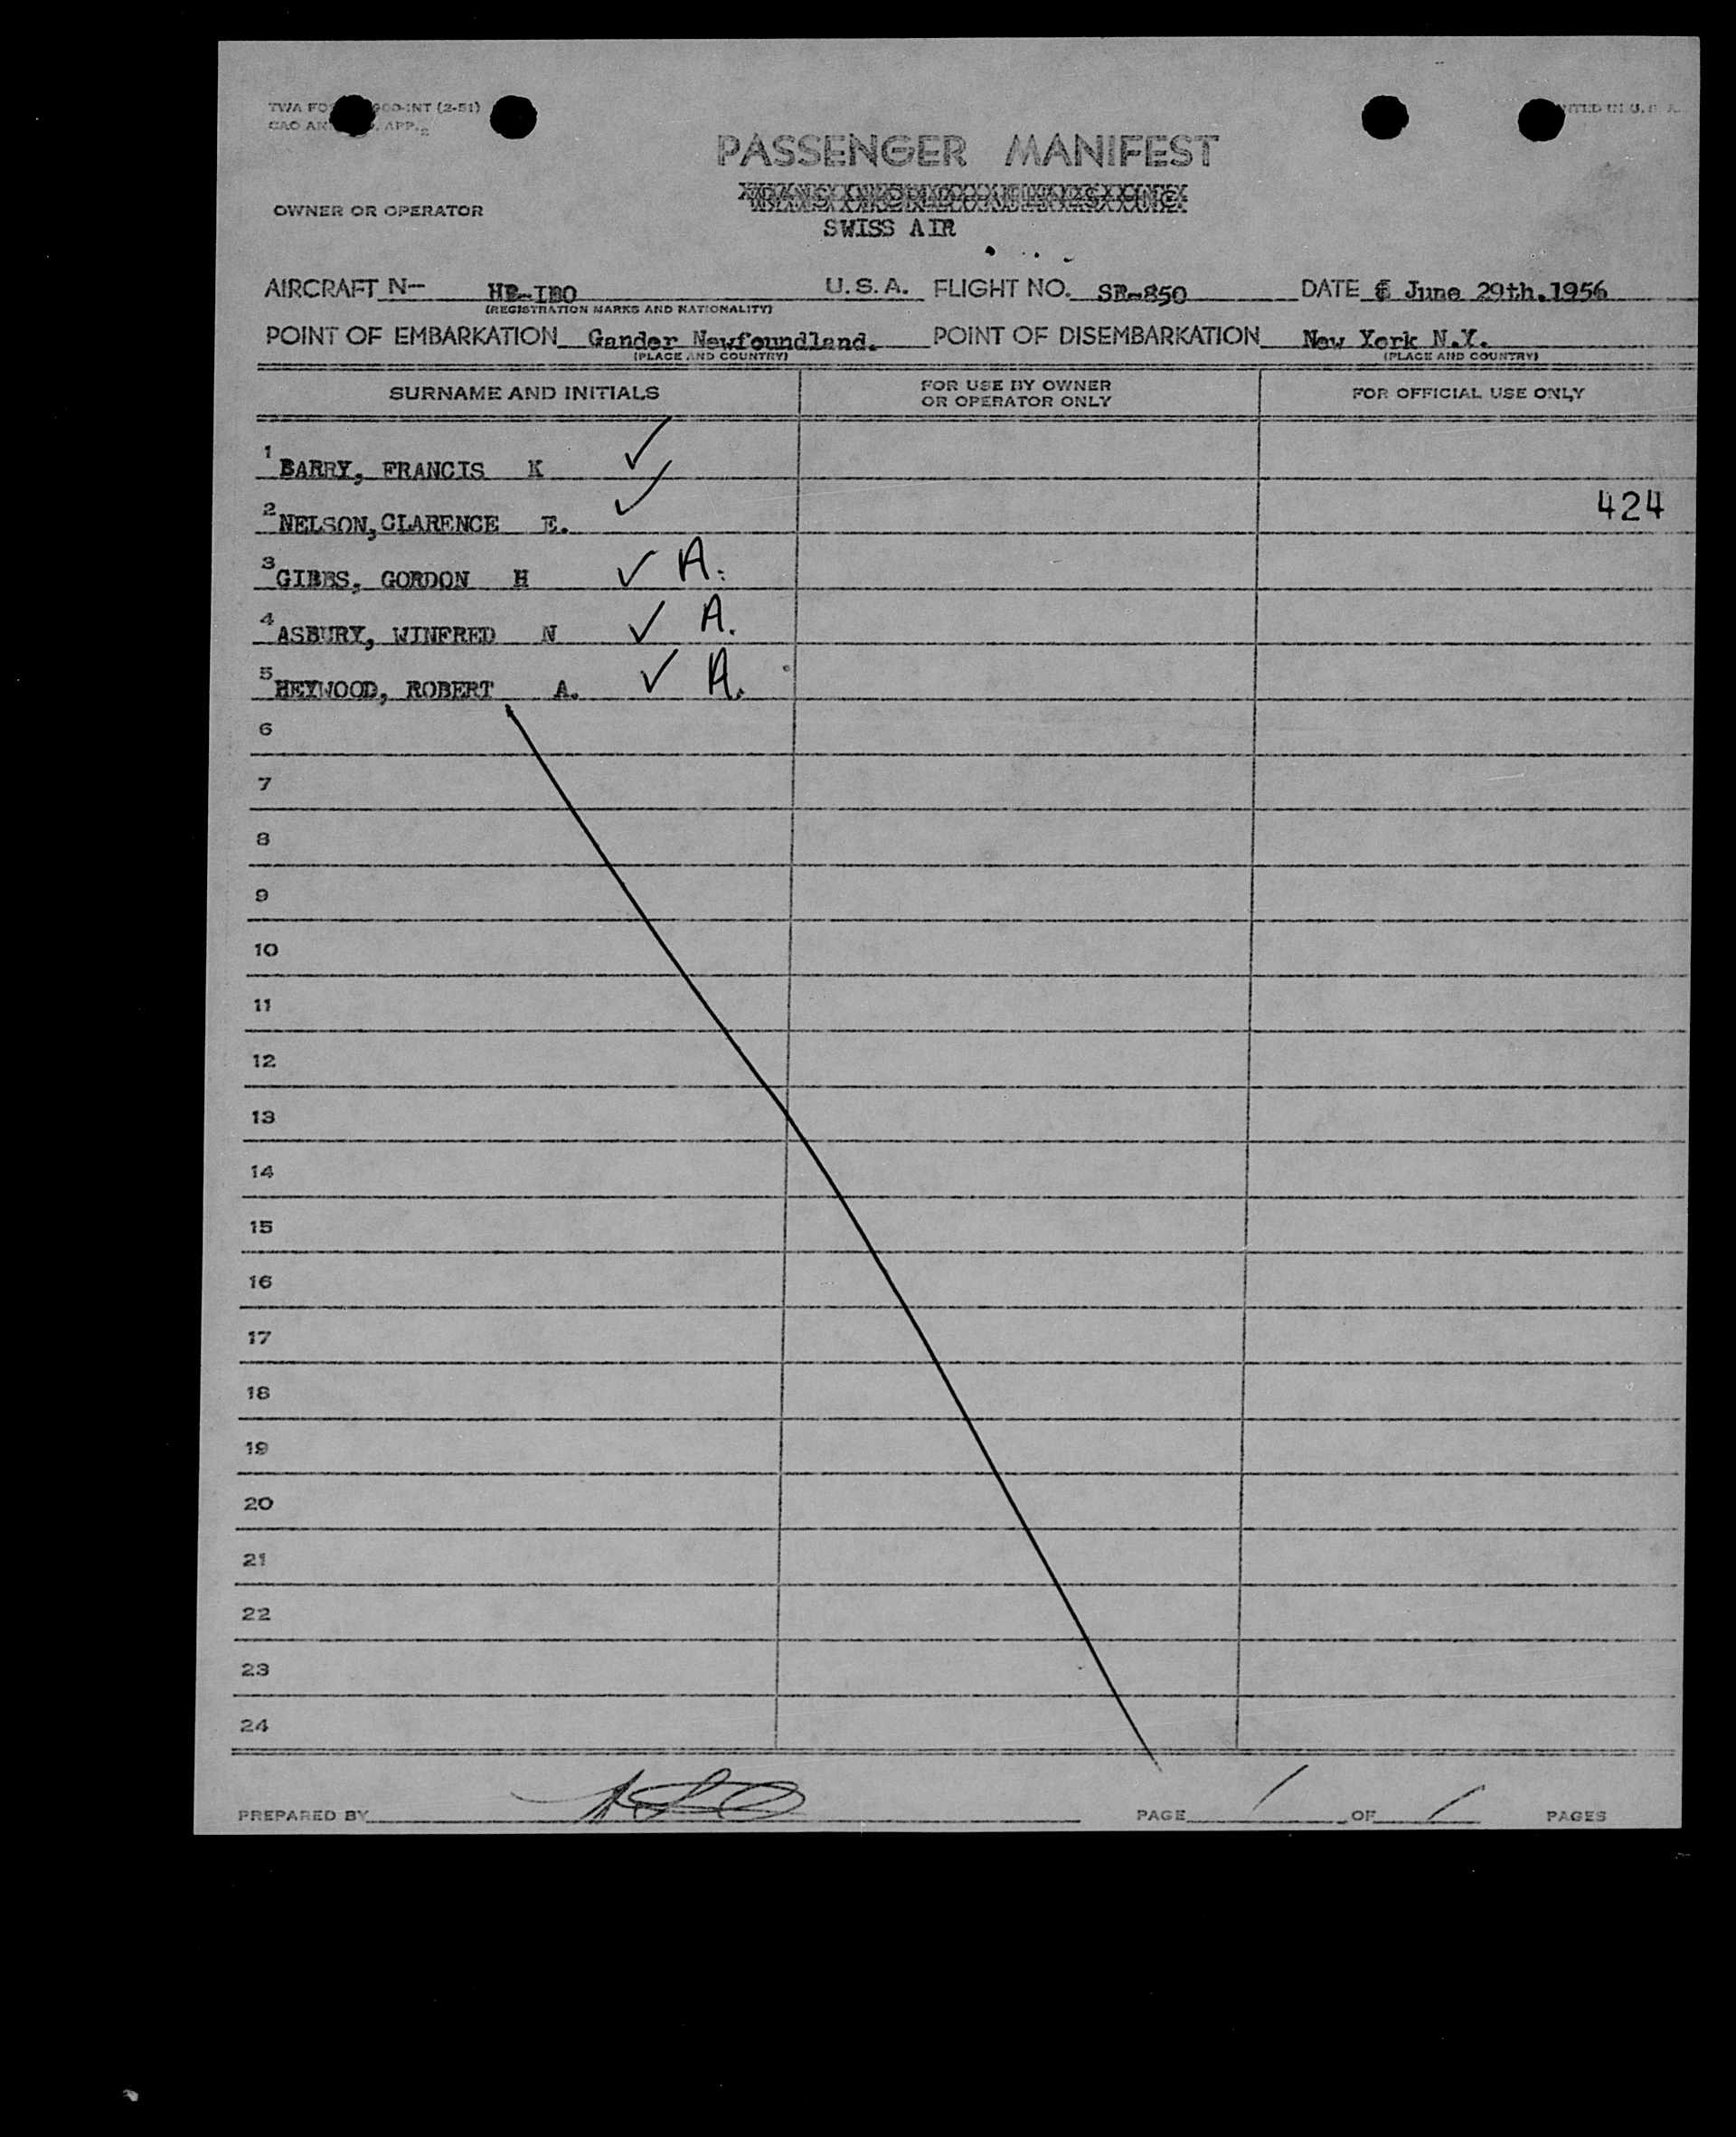 TWA FO 900-INT (2-51)
APP.
PASSENGER MANIFEST
OWNER OR OPERATOR
SWISS AIR
AIRCRAFT N- HB-IBO U.S.A. FLIGHT NO. SR-850 DATE June 29th.1956
(REGISTRATION MARKS AND NATIONALITY)
POINT OF EMBARKATION Gander Newfoundland. POINT OF DISEMBARKATION New York N.Y.
(PLACE AND COUNTRY) (PLACE AND COUNTRY)
SURNAME AND INITIALS FOR USE BY OWNER OR OPERATOR ONLY FOR OFFICIAL USE ONLY
1 BARRY, FRANCIS K ✓
2 NELSON, CLARENCE E. ✓ 424
3 GIBBS, GORDON H ✓ A.
4 ASBURY, WINFRED N ✓ A.
5 HEYWOOD, ROBERT A. ✓ A.
6
7
8
9
10
11
12
13
14
15
16
17
18
19
20
21
22
23
24
PREPARED BY PAGE 1 OF 1 PAGES